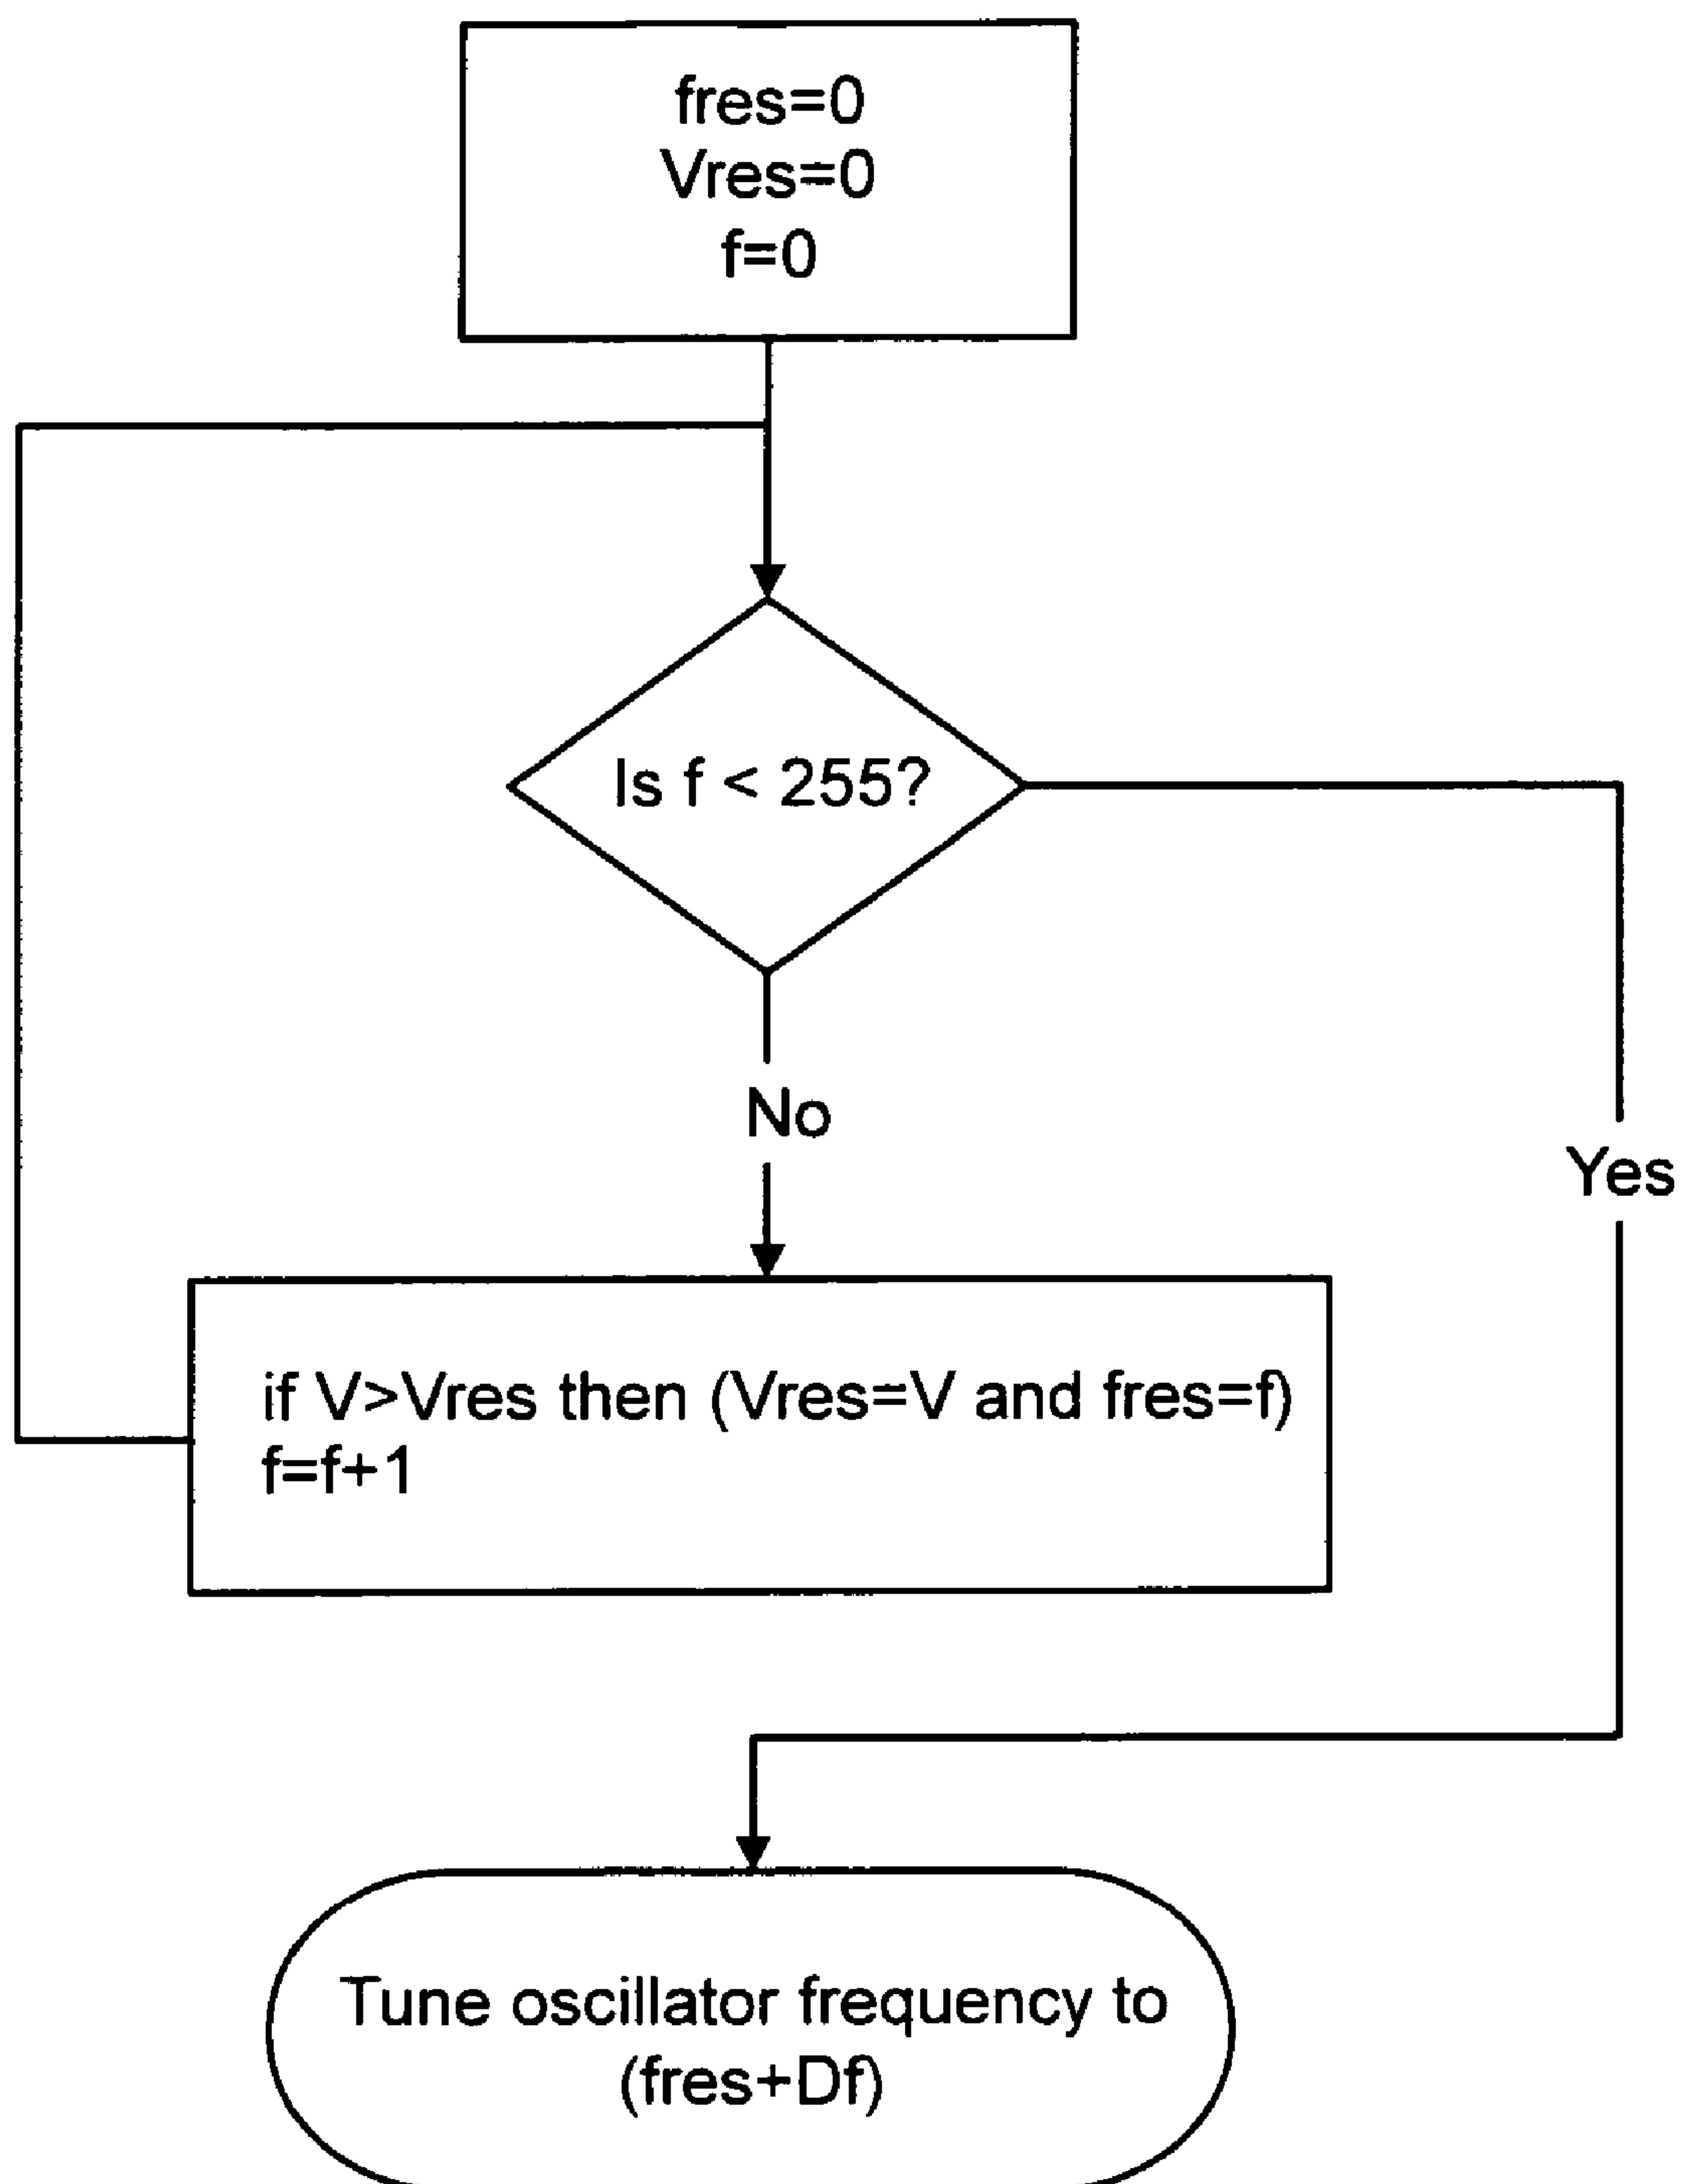 fres=0
Vres=0
f=0
Is f < 255?
No
Yes
if V>Vres then (Vres=V and fres=f)
f=f+1
Tune oscillator frequency to
(fres+Df)